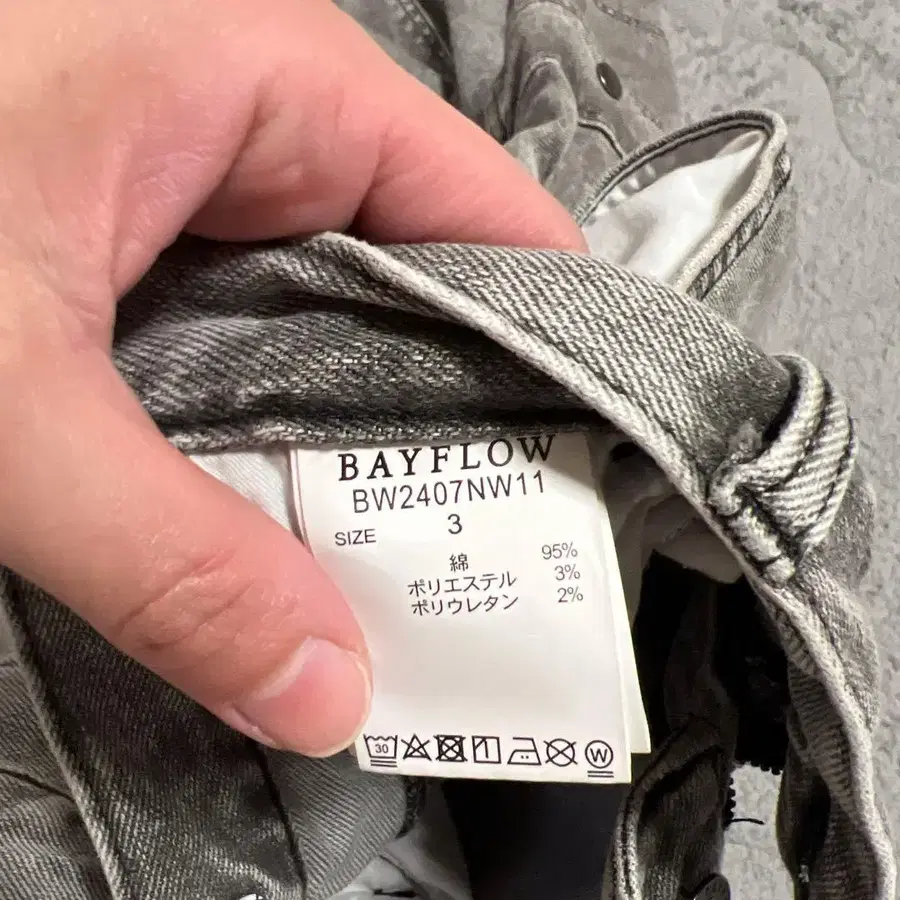 BAYFLOW
BW2407NW11
SIZE 3
綿 95%
ポリエステル 3%
ポリウレタン 2%
30 W